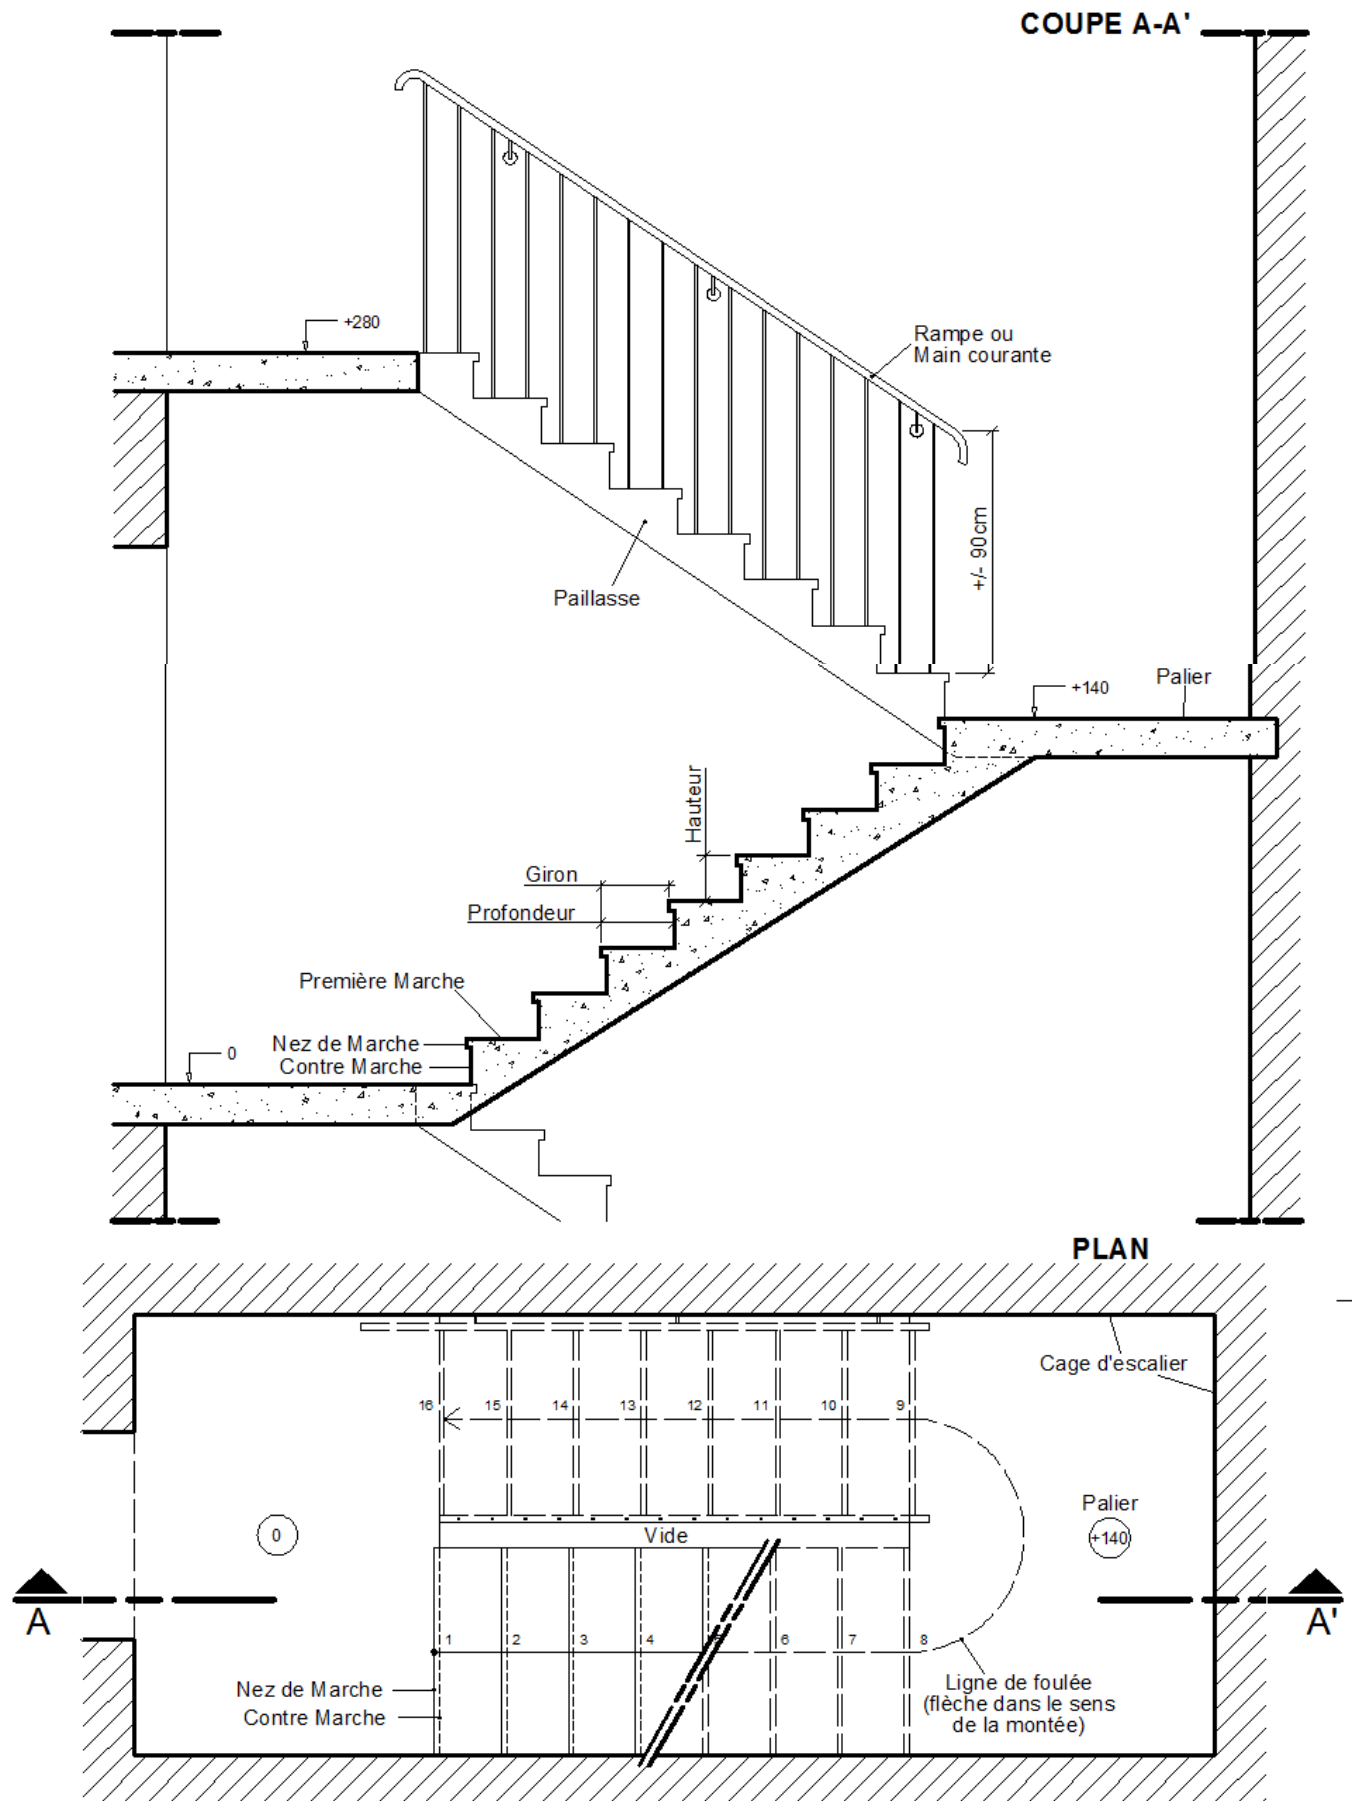 COUPE A-A'
+280
Rampe ou
Main courante
+/- 90cm
Paillasse
Palier
+140
Hauteur
Giron
Profondeur
Première Marche
Nez de Marche
Contre Marche
0
PLAN
Cage d'escalier
16 15 14 13 12 11 10 9
Palier
0
Vide
+140
A
A'
1 2 3 4 6 7 8
Ligne de foulée
(flèche dans le sens
de la montée)
Nez de Marche
Contre Marche